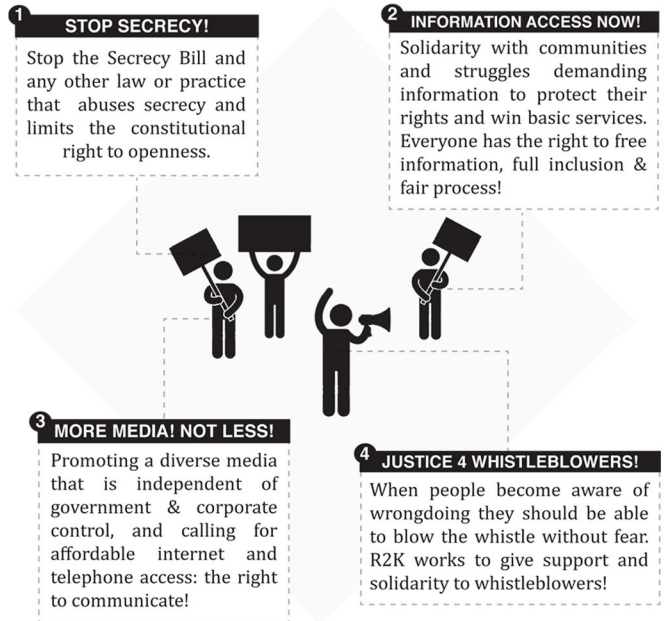 1
STOP SECRECY!
Stop the Secrecy Bill and
any other law or practice
that abuses secrecy and
limits the constitutional
right to openness.
2
INFORMATION ACCESS NOW!
Solidarity with communities
and struggles demanding
information to protect their
rights and win basic services.
Everyone has the right to free
information, full inclusion &
fair process!
3
MORE MEDIA! NOT LESS!
Promoting a diverse media
that is independent of
government & corporate
control, and calling for
affordable internet and
telephone access: the right
to communicate!
4
JUSTICE 4 WHISTLEBLOWERS!
When people become aware of
wrongdoing they should be able
to blow the whistle without fear.
R2K works to give support and
solidarity to whistleblowers!